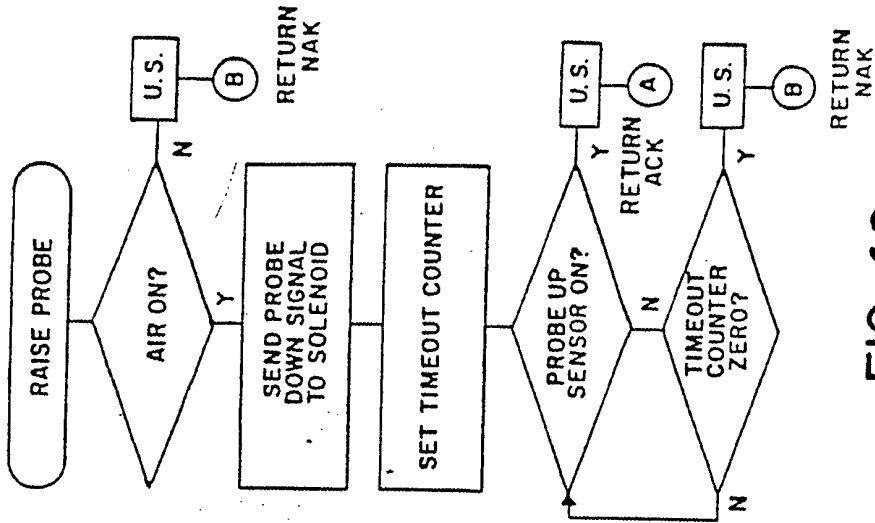 RAISE PROBE
AIR ON?
N
U.S.
B
RETURN
NAK
Y
SEND PROBE
DOWN SIGNAL
TO SOLENOID
SET TIMEOUT COUNTER
PROBE UP
SENSOR ON?
Y
U.S.
A
RETURN
ACK
N
TIMEOUT
COUNTER
ZERO?
Y
U.S.
B
RETURN
NAK
N
FIG.